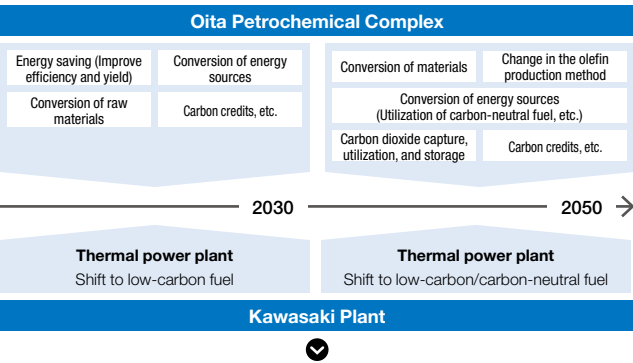 Oita Petrochemical Complex
Energy saving (Improve
efficiency and yield)
Conversion of energy
sources
Conversion of raw
materials
Carbon credits, etc.
Conversion of materials
Change in the olefin
production method
Conversion of energy sources
(Utilization of carbon-neutral fuel, etc.)
Carbon dioxide capture,
utilization, and storage
Carbon credits, etc.
2030
2050
Thermal power plant
Shift to low-carbon fuel
Thermal power plant
Shift to low-carbon/carbon-neutral fuel
Kawasaki Plant